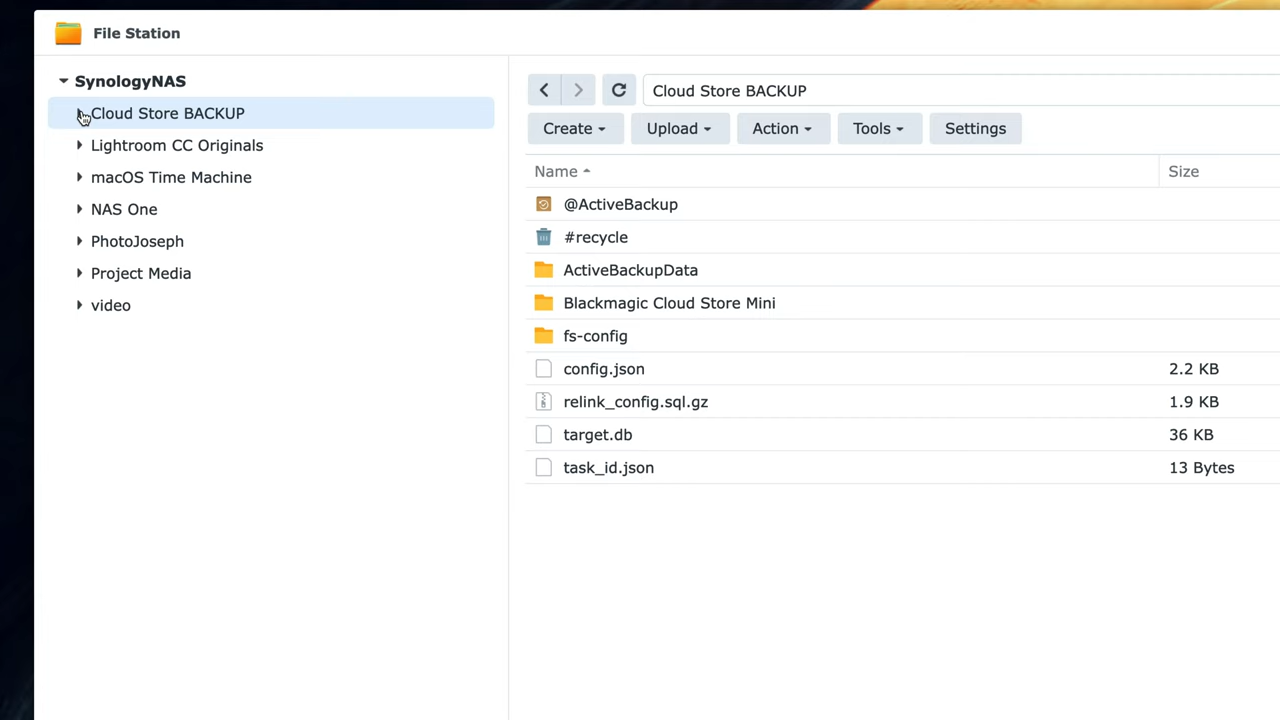 File Station
SynologyNAS
Cloud Store BACKUP
Lightroom CC Originals
macOS Time Machine
NAS One
PhotoJoseph
Project Media
video
Cloud Store BACKUP
Create Upload Action Tools Settings
Name Size
@ActiveBackup
#recycle
ActiveBackupData
Blackmagic Cloud Store Mini
fs-config
config.json 2.2 KB
relink_config.sql.gz 1.9 KB
target.db 36 KB
task_id.json 13 Bytes